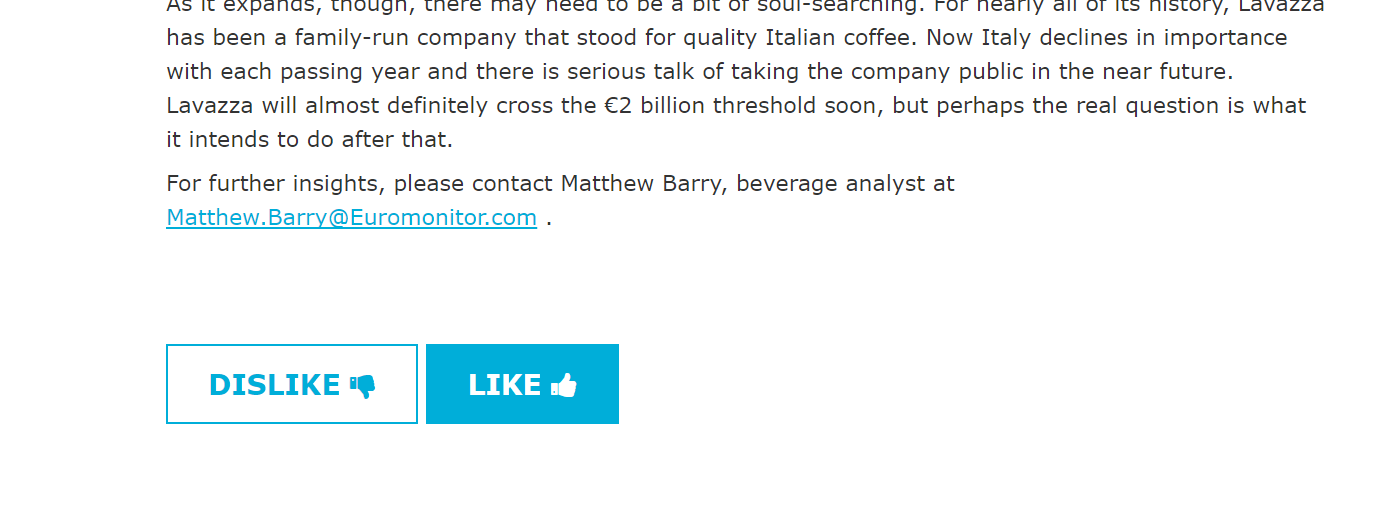 As it expands, though, there may need to be a bit of soul-searching. For nearly all of its history, Lavazza
has been a family-run company that stood for quality Italian coffee. Now Italy declines in importance
with each passing year and there is serious talk of taking the company public in the near future.
Lavazza will almost definitely cross the €2 billion threshold soon, but perhaps the real question is what
it intends to do after that.
For further insights, please contact Matthew Barry, beverage analyst at
Matthew.Barry@Euromonitor.com .
DISLIKE LIKE